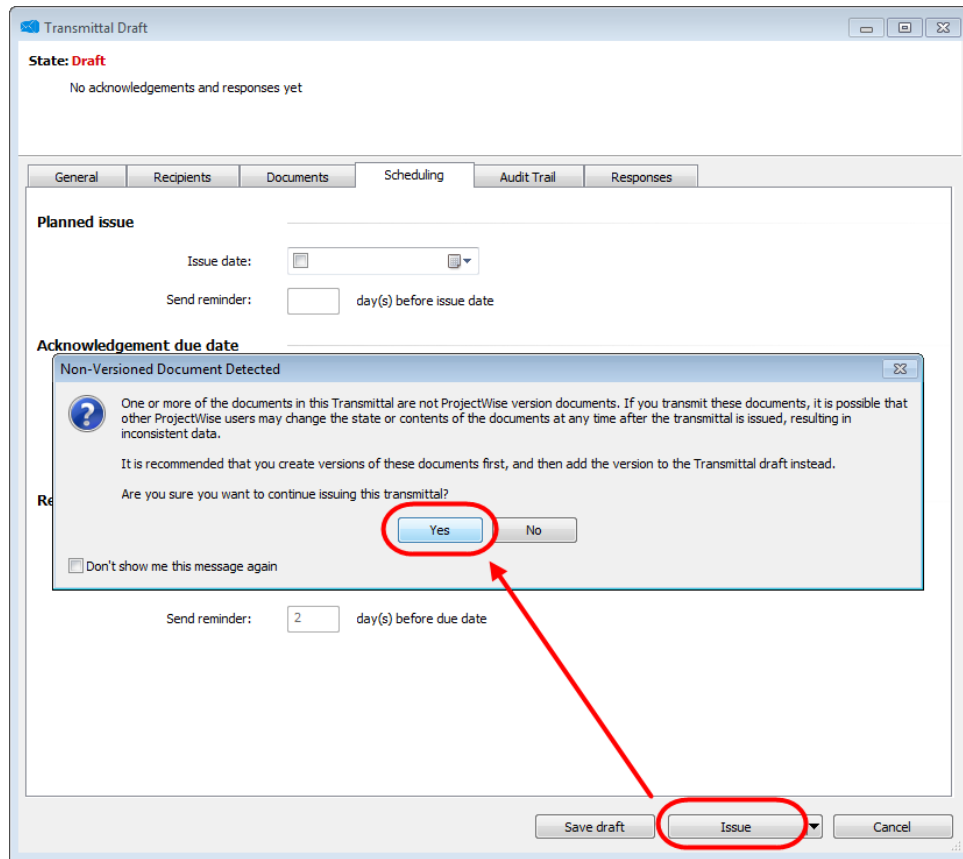 Transmittal Draft
State: Draft
No acknowledgements and responses yet
General Recipients Documents Scheduling Audit Trail Responses
Planned issue
Issue date:
Send reminder: day(s) before issue date
Acknowledgement due date
Non-Versioned Document Detected
One or more of the documents in this Transmittal are not ProjectWise version documents. If you transmit these documents, it is possible that
other ProjectWise users may change the state or contents of the documents at any time after the transmittal is issued, resulting in
inconsistent data.
It is recommended that you create versions of these documents first, and then add the version to the Transmittal draft instead.
Are you sure you want to continue issuing this transmittal?
Re
Yes No
Don't show me this message again
Send reminder: 2 day(s) before due date
Save draft Issue Cancel